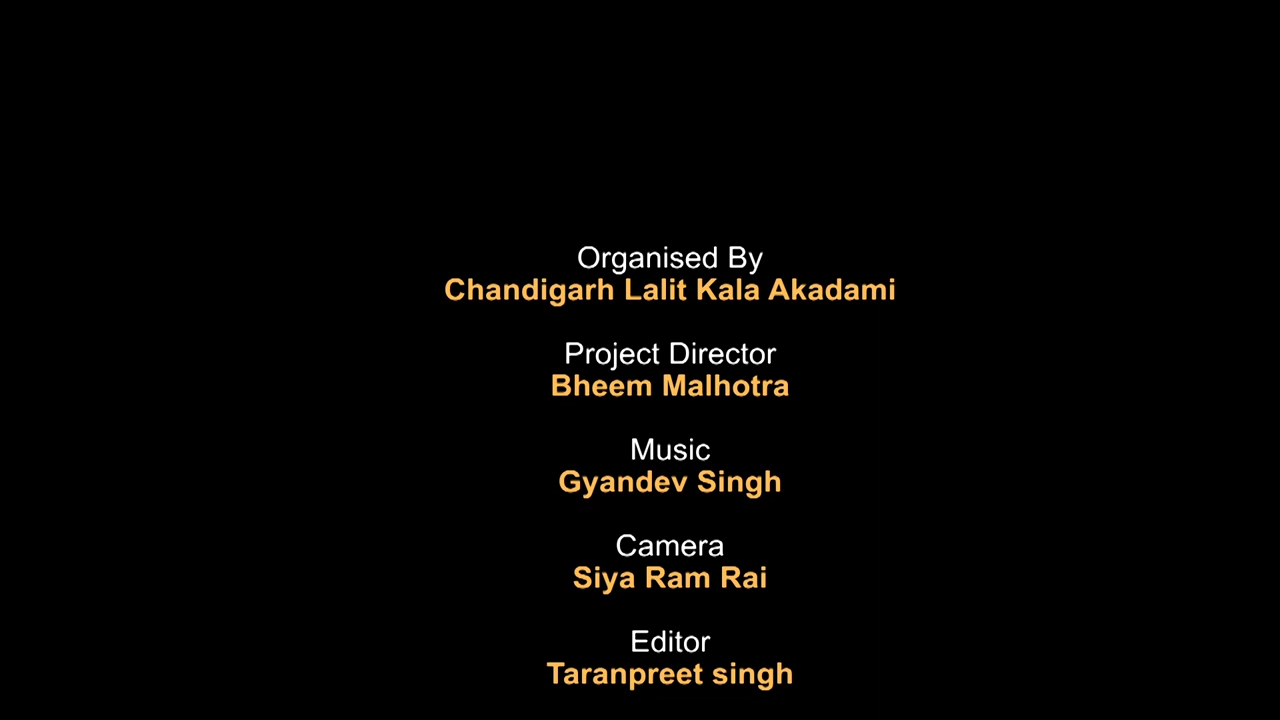 Organised By
Chandigarh Lalit Kala Akadami
Project Director
Bheem Malhotra
Music
Gyandev Singh
Camera
Siya Ram Rai
Editor
Taranpreet singh